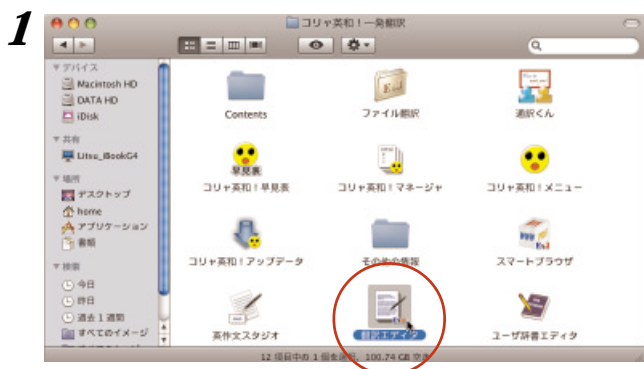 1
コリャ英和！一発翻訳
▼デバイス
Macintosh HD
DATA HD
iDisk
▼共有
Litsu_iBookG4
▼場所
デスクトップ
home
アプリケーション
書類
▼検索
今日
昨日
過去1週間
すべてのイメージ
Contents
ファイル翻訳
通訳くん
早見表
コリャ英和！早見表
コリャ英和！マネージャ
コリャ英和！メニュー
コリャ英和！アップデータ
その他の情報
スマートブラウザ
英作文スタジオ
翻訳エディタ
ユーザ辞書エディタ
12 項目中の 1 個を選択、100.74 GB 空き